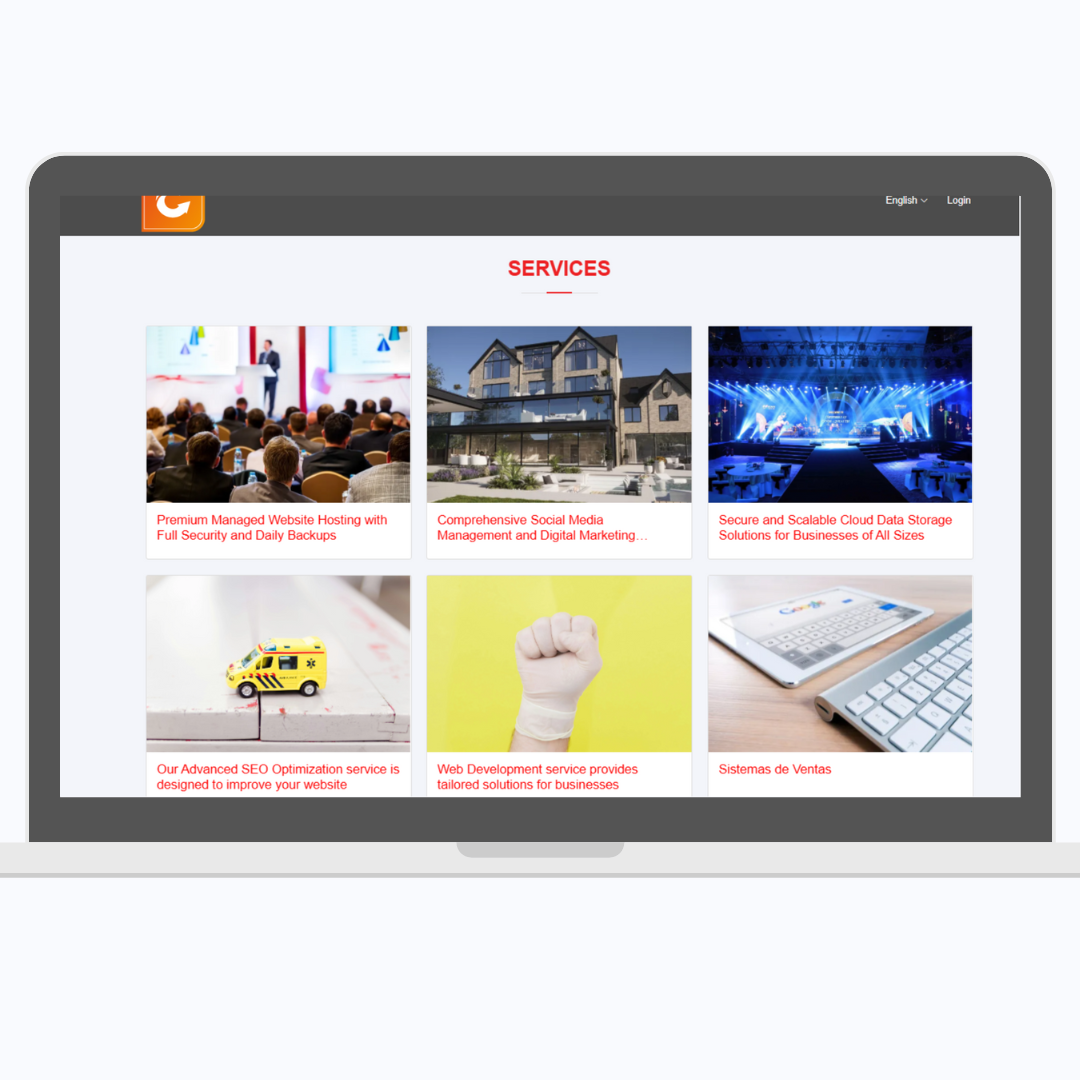 English
Login
SERVICES
Premium Managed Website Hosting with
Full Security and Daily Backups
Comprehensive Social Media
Management and Digital Marketing…
Secure and Scalable Cloud Data Storage
Solutions for Businesses of All Sizes
Google
Our Advanced SEO Optimization service is
designed to improve your website
Web Development service provides
tailored solutions for businesses
Sistemas de Ventas